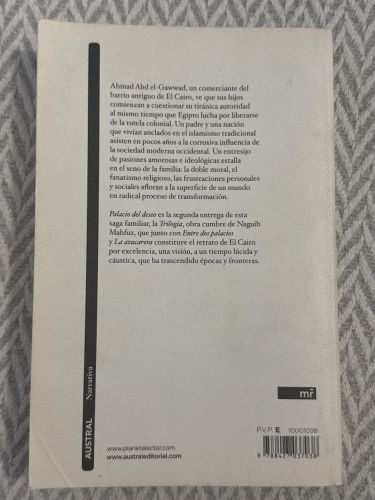 Ahmad Abd el-Gawwad, un comerciante del
barrio antiguo de El Cairo, ve que sus hijos
comienzan a cuestionar su tiránica autoridad
al mismo tiempo que Egipto lucha por liberarse
de la tutela colonial. Un padre y una nación
que vivían anclados en el islamismo tradicional
asisten en pocos años a la corrosiva influencia de
la sociedad moderna occidental. Un entresijo
de pasiones amorosas e ideológicas estalla
en el seno de la familia: la doble moral, el
fanatismo religioso, las frustraciones personales
y sociales afloran a la superficie de un mundo
en radical proceso de transformación.
Palacio del deseo es la segunda entrega de esta
saga familiar, la Trilogía, obra cumbre de Naguib
Mahfuz, que junto con Entre dos palacios
y La azucarera constituye el retrato de El Cairo
por excelencia, una visión, a un tiempo lúcida y
cáustica, que ha trascendido épocas y fronteras.
AUSTRAL Narrativa
mr
P.V.P. E 10001098
www.planetalector.com
www.australeditorial.com
9 788427 037038